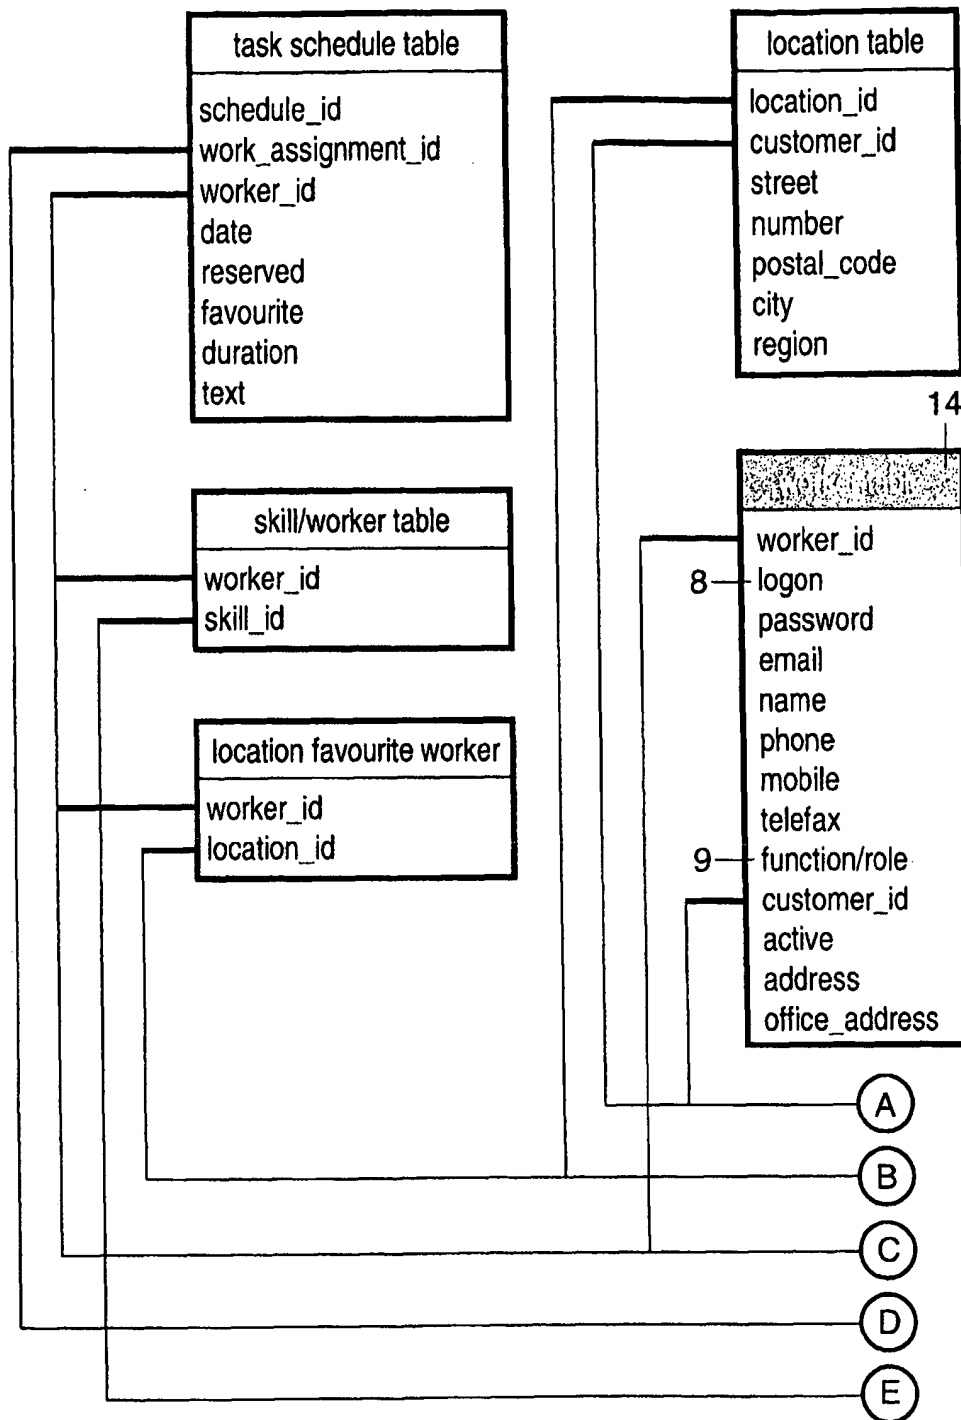 task schedule table
schedule_id
work_assignment_id
worker_id
date
reserved
favourite
duration
text
location table
location_id
customer_id
street
number
postal_code
city
region
14
skill/worker table
worker_id
skill_id
worker_id
8
logon
password
email
name
phone
mobile
telefax
9
function/role
customer_id
active
address
office_address
location favourite worker
worker_id
location_id
A
B
C
D
E